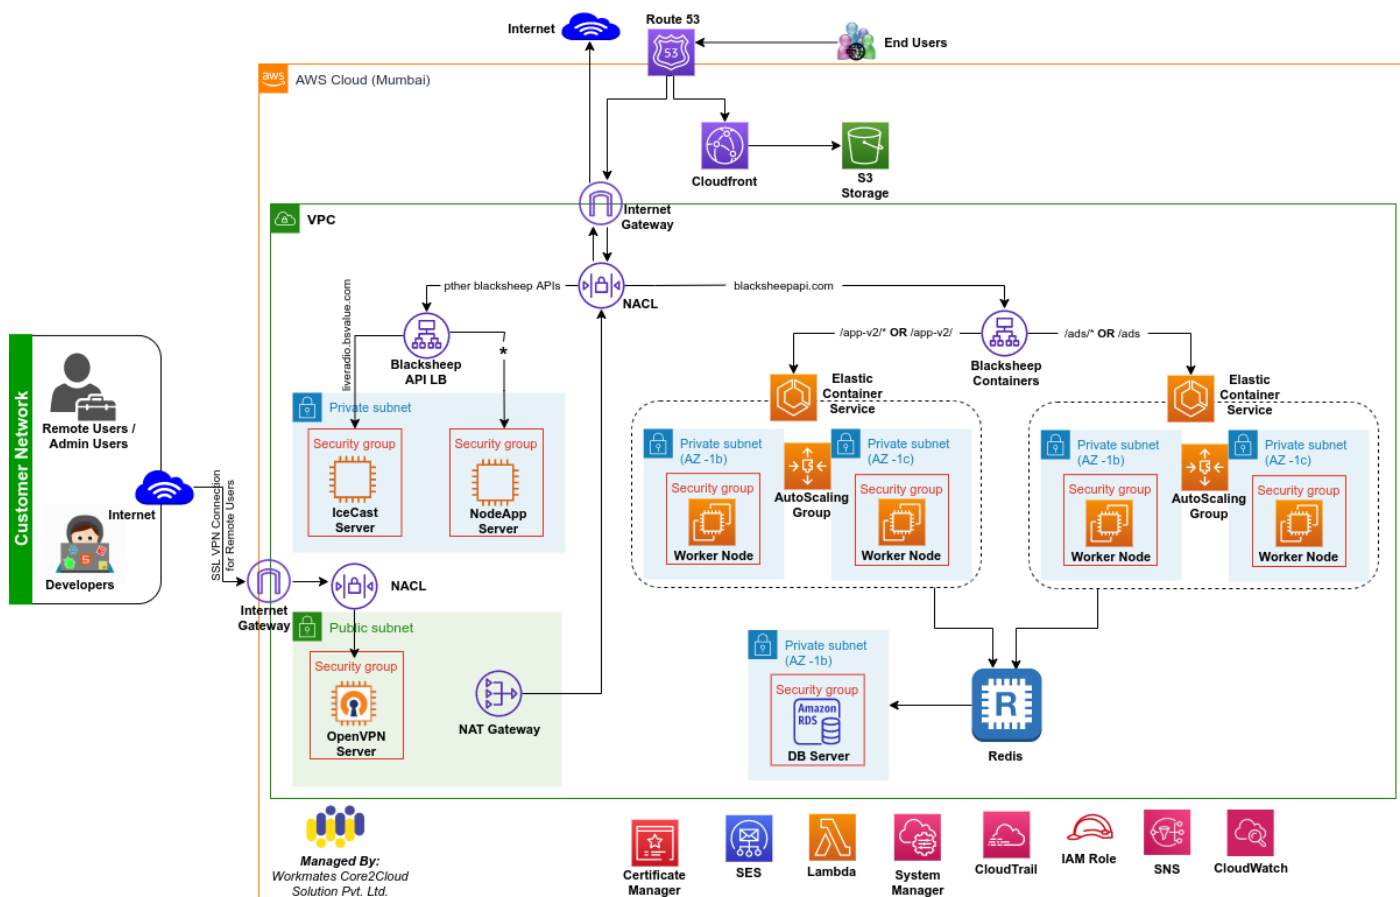 Internet
Route 53
53
End Users
aws
AWS Cloud (Mumbai)
Cloudfront
S3
Storage
VPC
Internet
Gateway
NACL
pther blacksheep APIs
blacksheepapi.com
liveradio.bsvalue.com
*
Blacksheep
API LB
/app-v2/* OR /app-v2/
/ads/* OR /ads
Blacksheep
Containers
Customer Network
Remote Users /
Admin Users
Internet
5
Developers
SSL VPN Connection
for Remote Users
Private subnet
Security group
IceCast
Server
Security group
NodeApp
Server
Elastic
Container
Service
Private subnet
(AZ -1b)
Security group
Worker Node
AutoScaling
Group
Private subnet
(AZ -1c)
Security group
Worker Node
Elastic
Container
Service
Private subnet
(AZ -1b)
Security group
Worker Node
AutoScaling
Group
Private subnet
(AZ -1c)
Security group
Worker Node
Internet
Gateway
NACL
Public subnet
Security group
OpenVPN
Server
NAT Gateway
Private subnet
(AZ -1b)
Security group
Amazon
RDS
DB Server
R
Redis
Managed By:
Workmates Core2Cloud
Solution Pvt. Ltd.
Certificate
Manager
SES
Lambda
System
Manager
CloudTrail
IAM Role
SNS
CloudWatch